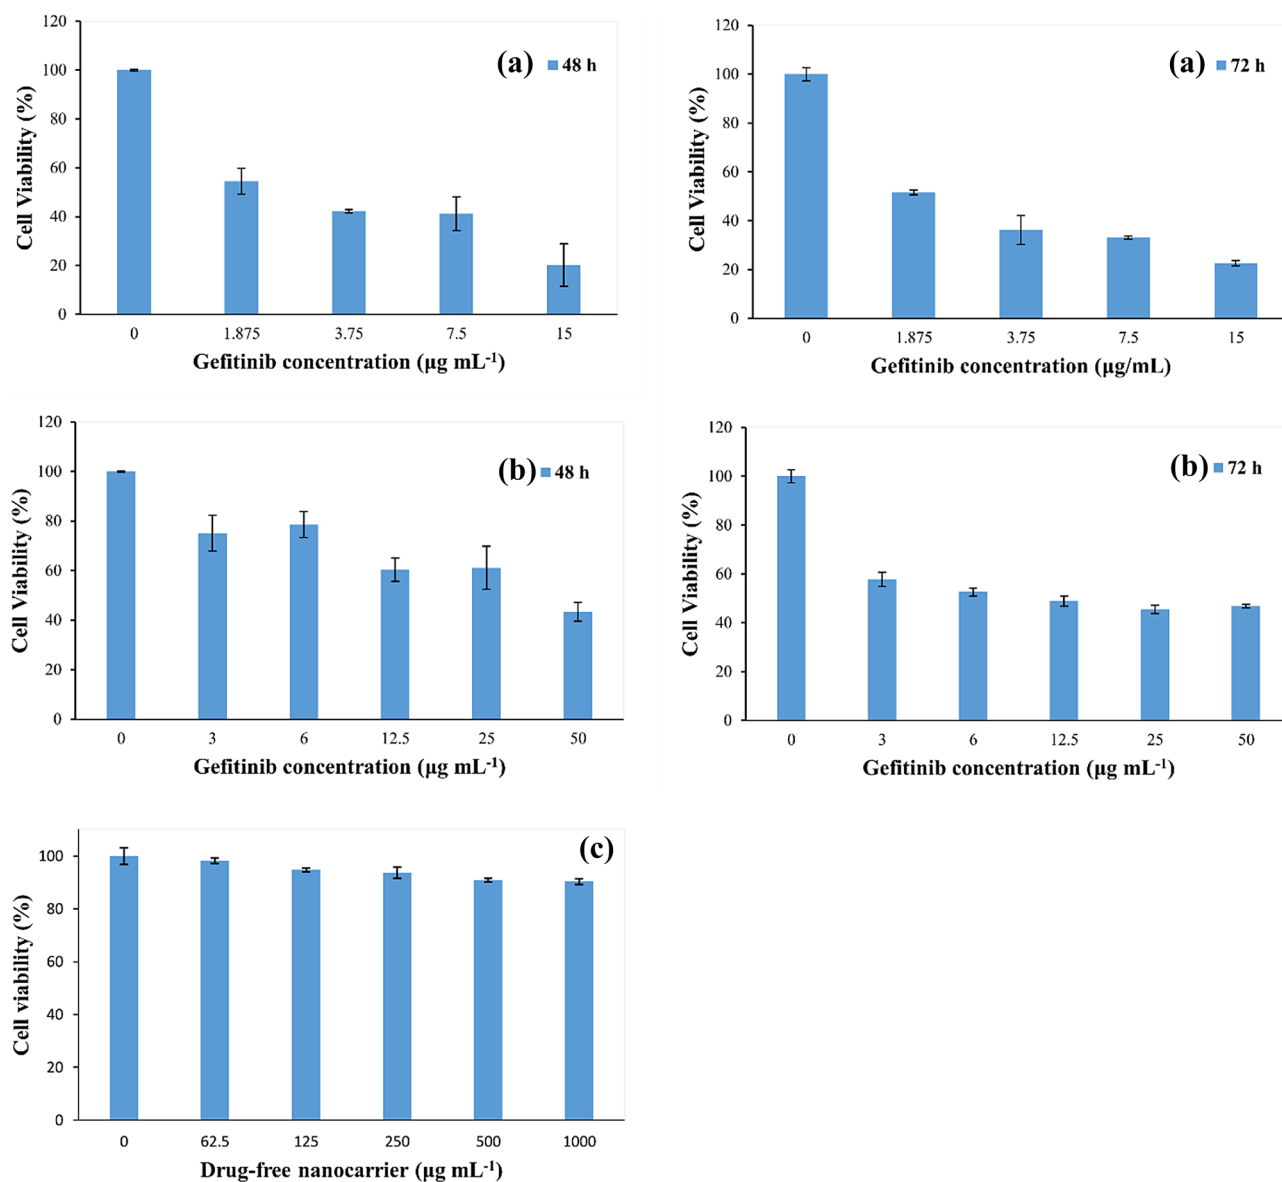 120
100
80
60
40
20
0
Cell Viability (%)
(a) 48 h
0 1.875 3.75 7.5 15
Gefitinib concentration (µg mL-1)
120
100
80
60
40
20
0
Cell Viability (%)
(a) 72 h
0 1.875 3.75 7.5 15
Gefitinib concentration (µg/mL)
120
100
80
60
40
20
0
Cell Viability (%)
(b) 48 h
0 3 6 12.5 25 50
Gefitinib concentration (µg mL-1)
120
100
80
60
40
20
0
Cell Viability (%)
(b) 72 h
0 3 6 12.5 25 50
Gefitinib concentration (µg mL-1)
100
80
60
40
20
0
Cell viability (%)
(c)
0 62.5 125 250 500 1000
Drug-free nanocarrier (µg mL-1)